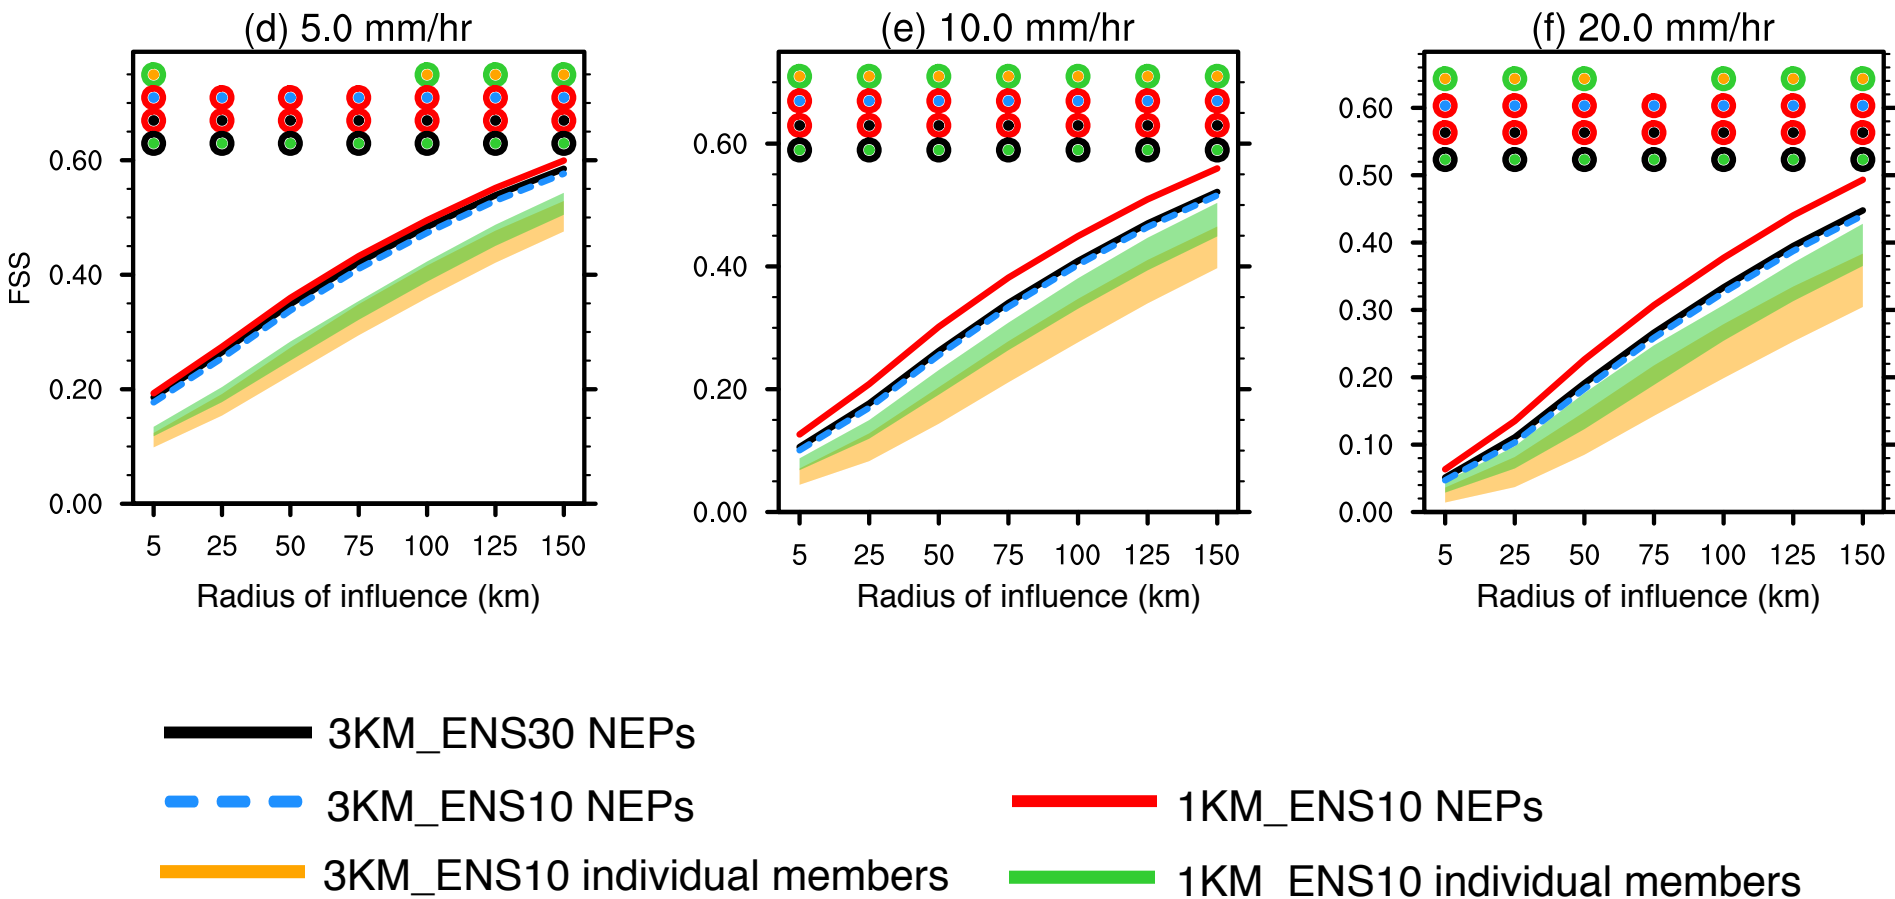 (d) 5.0 mm/hr
(e) 10.0 mm/hr
(f) 20.0 mm/hr
FSS
0.60
0.40
0.20
0.00
5 25 50 75 100 125 150
Radius of influence (km)
0.60
0.40
0.20
0.00
5 25 50 75 100 125 150
Radius of influence (km)
0.60
0.50
0.40
0.30
0.20
0.10
0.00
5 25 50 75 100 125 150
Radius of influence (km)
3KM_ENS30 NEPs
3KM_ENS10 NEPs
1KM_ENS10 NEPs
3KM_ENS10 individual members
1KM ENS10 individual members